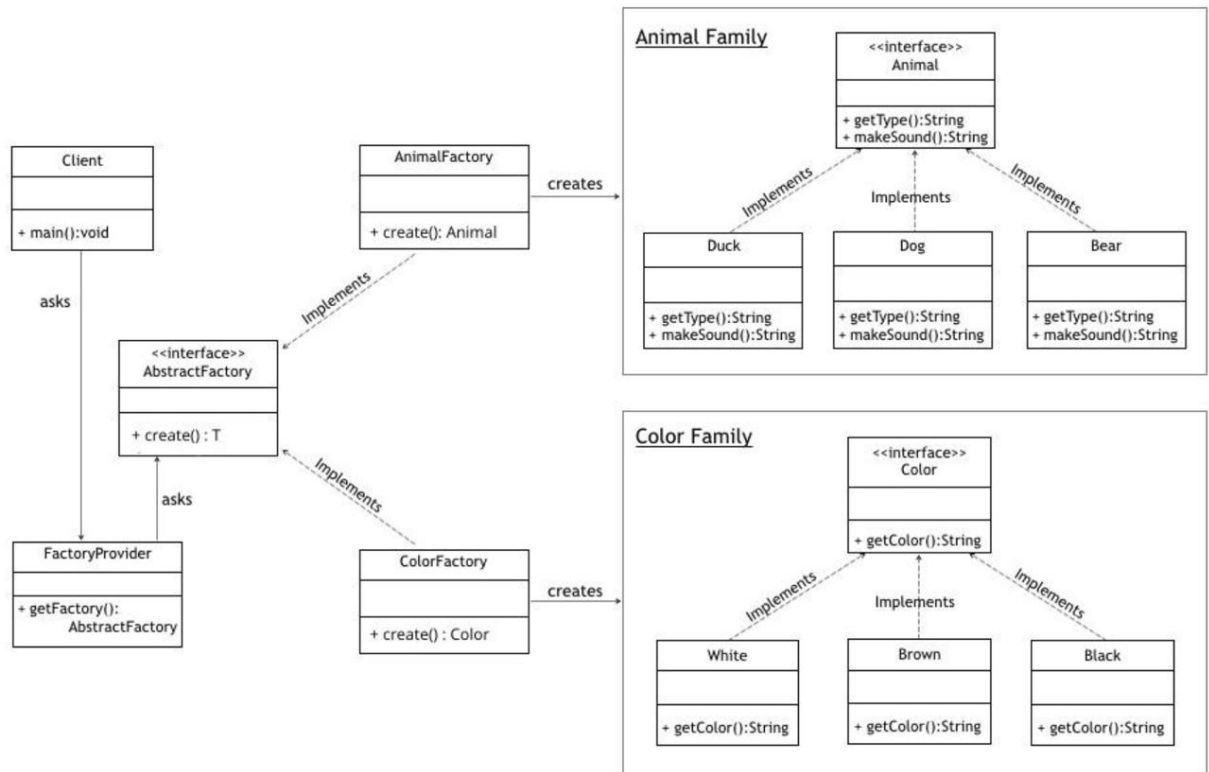 Animal Family
<<interface>>
Animal
+ getType():String
+ makeSound():String
Implements
Implements
Implements
Duck
+ getType():String
+ makeSound():String
Dog
+ getType():String
+ makeSound():String
Bear
+ getType():String
+ makeSound():String
Client
+ main():void
asks
AnimalFactory
+ create(): Animal
creates
Implements
<<interface>>
AbstractFactory
+ create() : T
asks
Implements
FactoryProvider
+ getFactory():
AbstractFactory
ColorFactory
+ create() : Color
creates
Color Family
<<interface>>
Color
+ getColor():String
Implements
Implements
Implements
White
+ getColor():String
Brown
+ getColor():String
Black
+ getColor():String